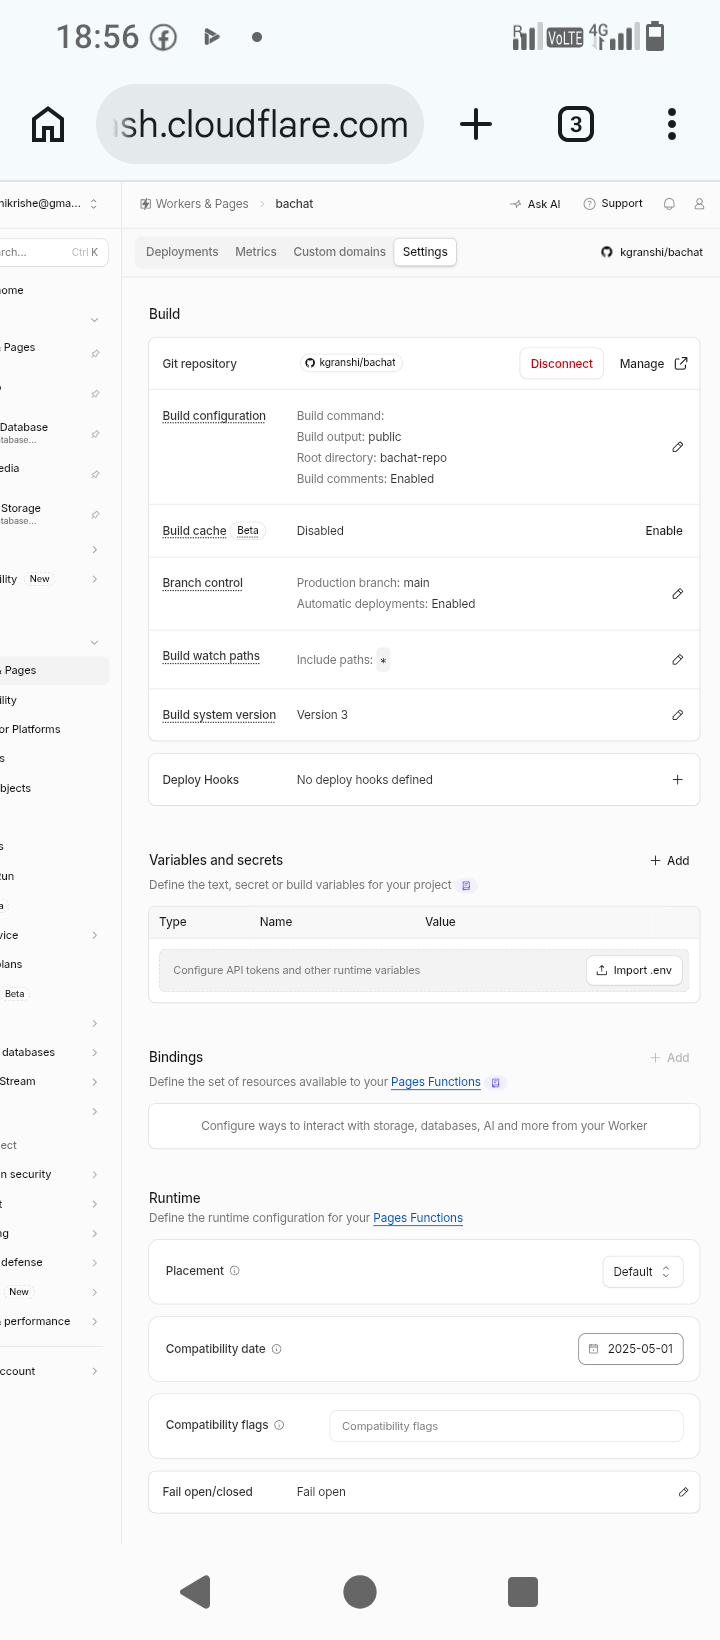 18:56
R VoLTE 4G
sh.cloudflare.com
3
nikrishe@gma...
Workers & Pages > bachat
Ask AI
Support
rch... Ctrl K
Deployments Metrics Custom domains Settings
kgranshi/bachat
ome
& Pages
Database
tabase...
edia
Storage
tabase...
ility New
& Pages
ility
or Platforms
s
bjects
s
Run
a
vice
plans
Beta
databases
Stream
ect
n security
t
ng
defense
New
& performance
ccount
Build
Git repository kgranshi/bachat Disconnect Manage
Build configuration Build command:
Build output: public
Root directory: bachat-repo
Build comments: Enabled
Build cache Beta Disabled Enable
Branch control Production branch: main
Automatic deployments: Enabled
Build watch paths Include paths: *
Build system version Version 3
Deploy Hooks No deploy hooks defined
Variables and secrets + Add
Define the text, secret or build variables for your project
Type Name Value
Configure API tokens and other runtime variables Import .env
Bindings + Add
Define the set of resources available to your Pages Functions
Configure ways to interact with storage, databases, AI and more from your Worker
Runtime
Define the runtime configuration for your Pages Functions
Placement Default
Compatibility date 2025-05-01
Compatibility flags Compatibility flags
Fail open/closed Fail open